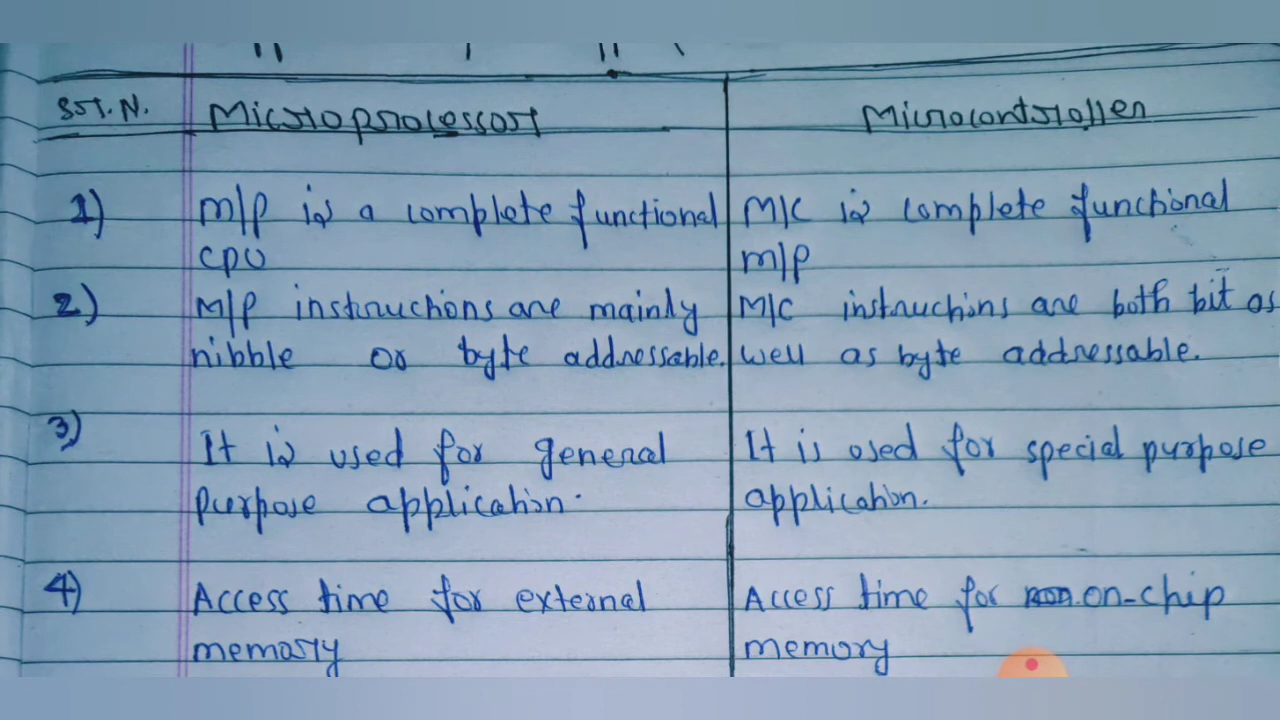 Sr. N. Microprocessor Microcontroller
1) M/P is a complete functional M/C is complete functional
CPU M/P
2) M/P instructions are mainly M/C instructions are both bit as
nibble or byte addressable. well as byte addressable.
3) It is used for general It is used for special purpose
purpose application. application.
4) Access time for external Access time for on-chip
memory memory